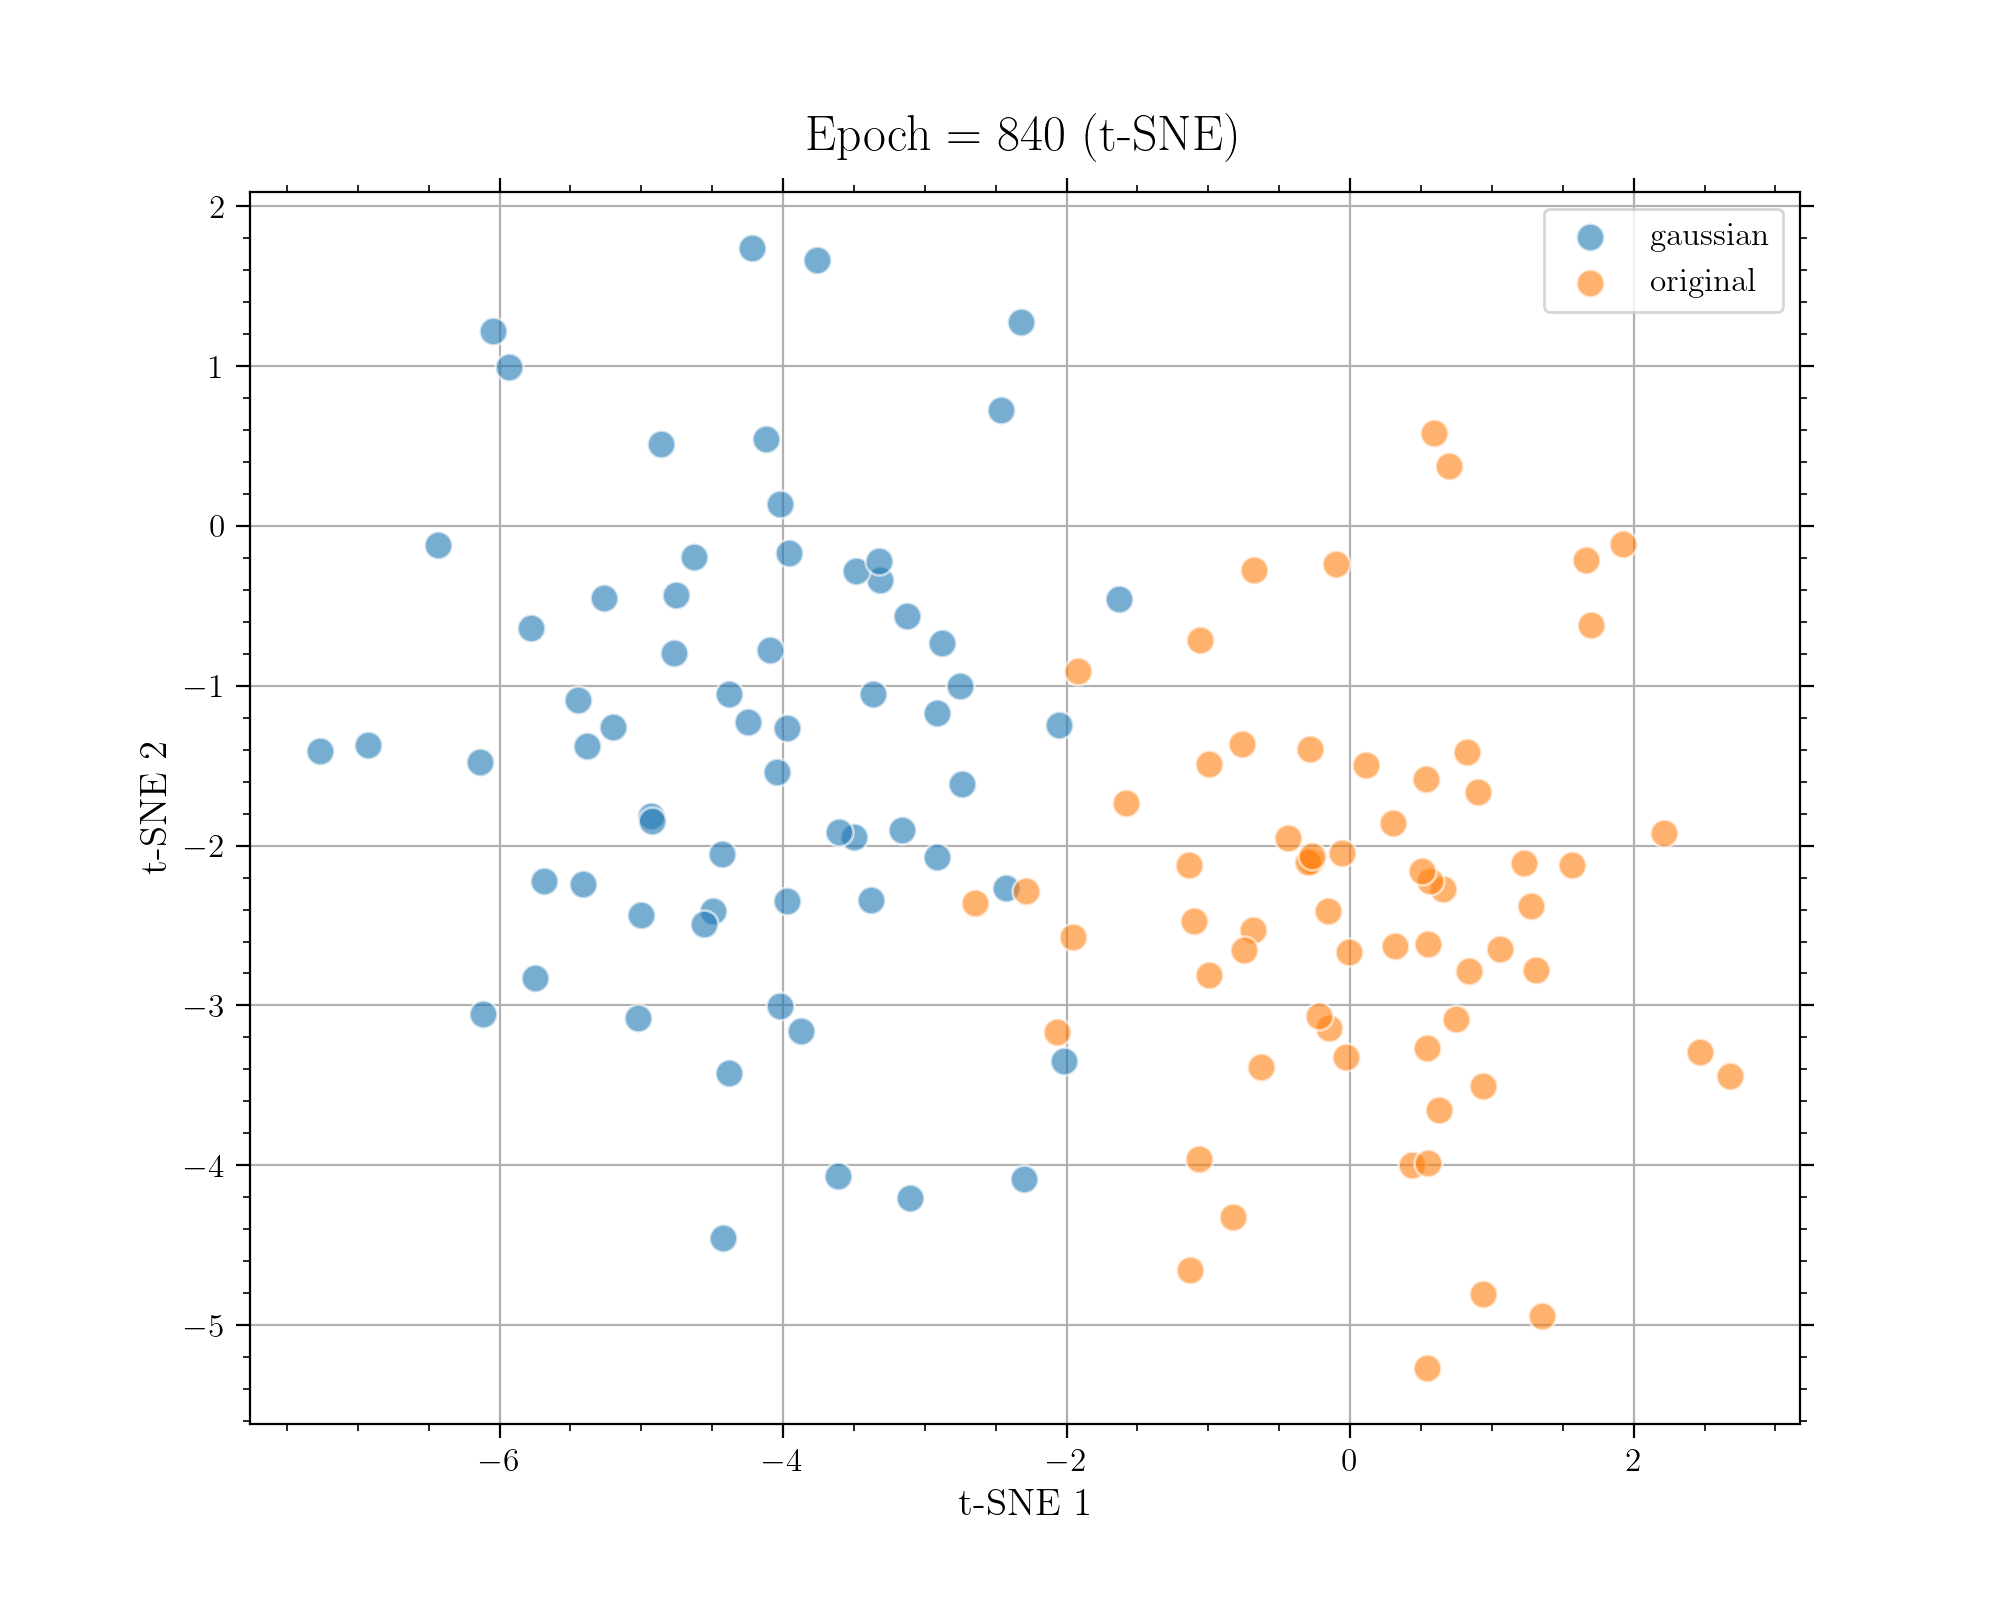 Epoch = 840 (t-SNE)
gaussian
original
2
1
0
−1
−2
−3
−4
−5
t-SNE 2
−6
−4
−2
0
2
t-SNE 1